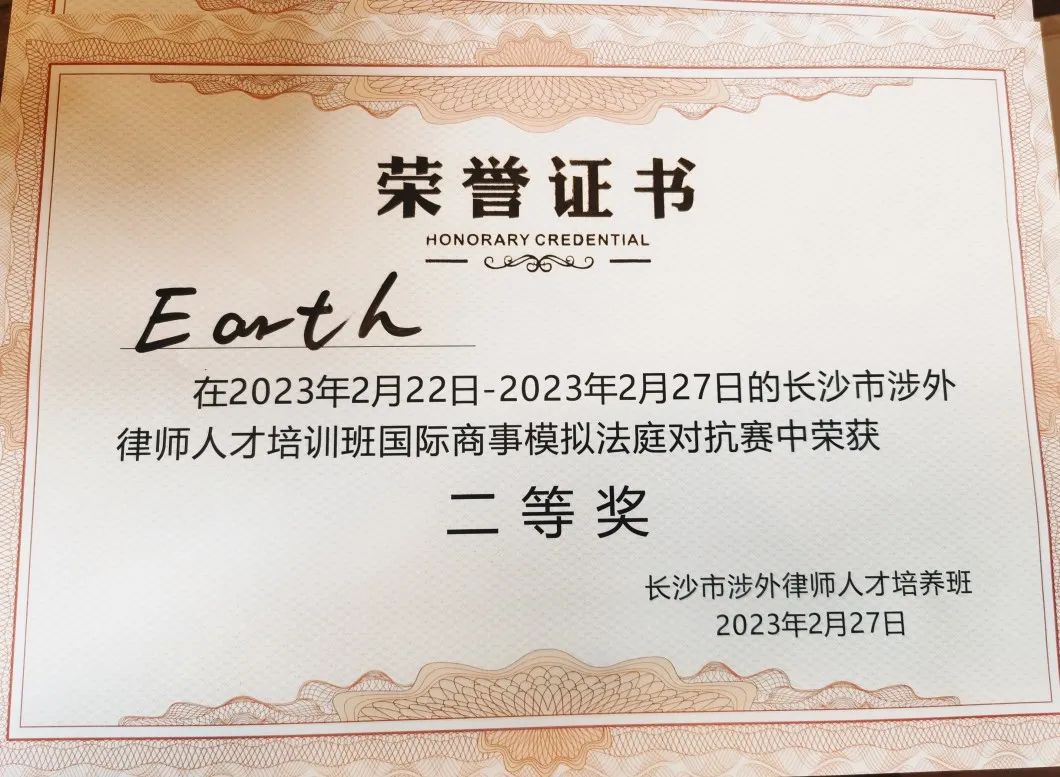 荣誉证书
HONORARY CREDENTIAL
Earth
在2023年2月22日-2023年2月27日的长沙市涉外
律师人才培训班国际商事模拟法庭对抗赛中荣获
二等奖
长沙市涉外律师人才培养班
2023年2月27日